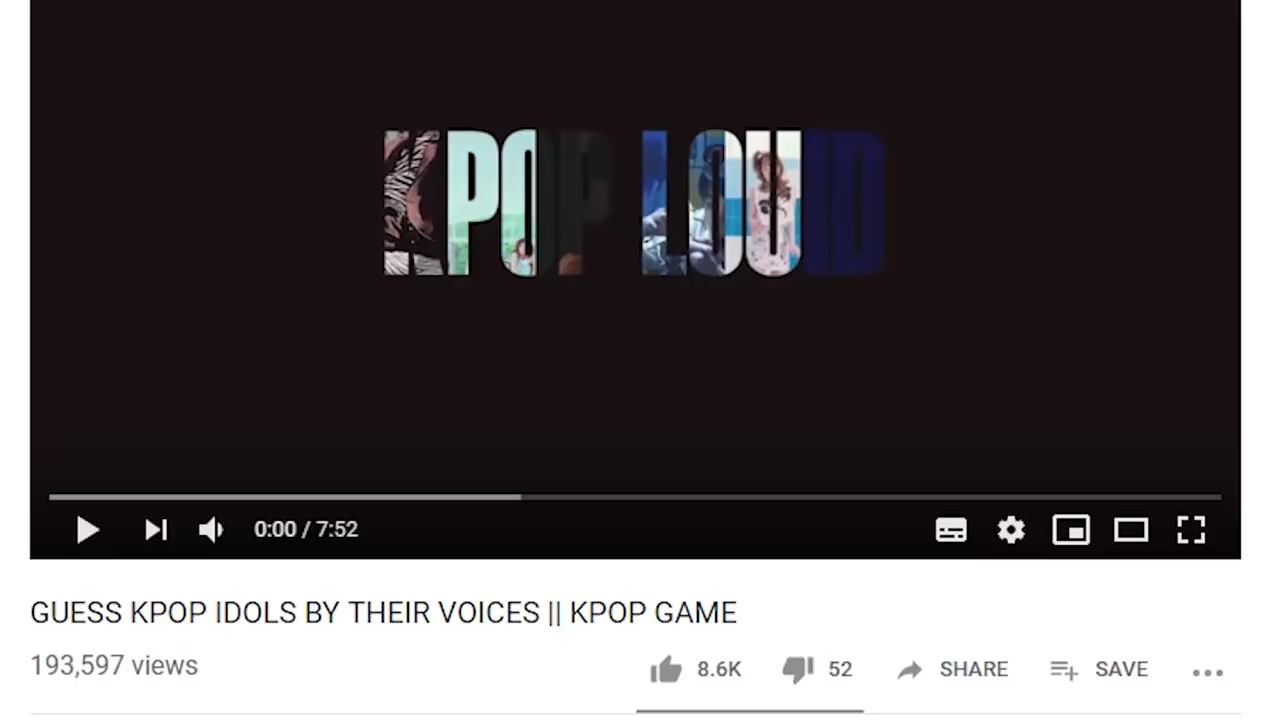 KPOP LOUD
0:00 / 7:52
GUESS KPOP IDOLS BY THEIR VOICES || KPOP GAME
193,597 views
8.6K 52 SHARE SAVE